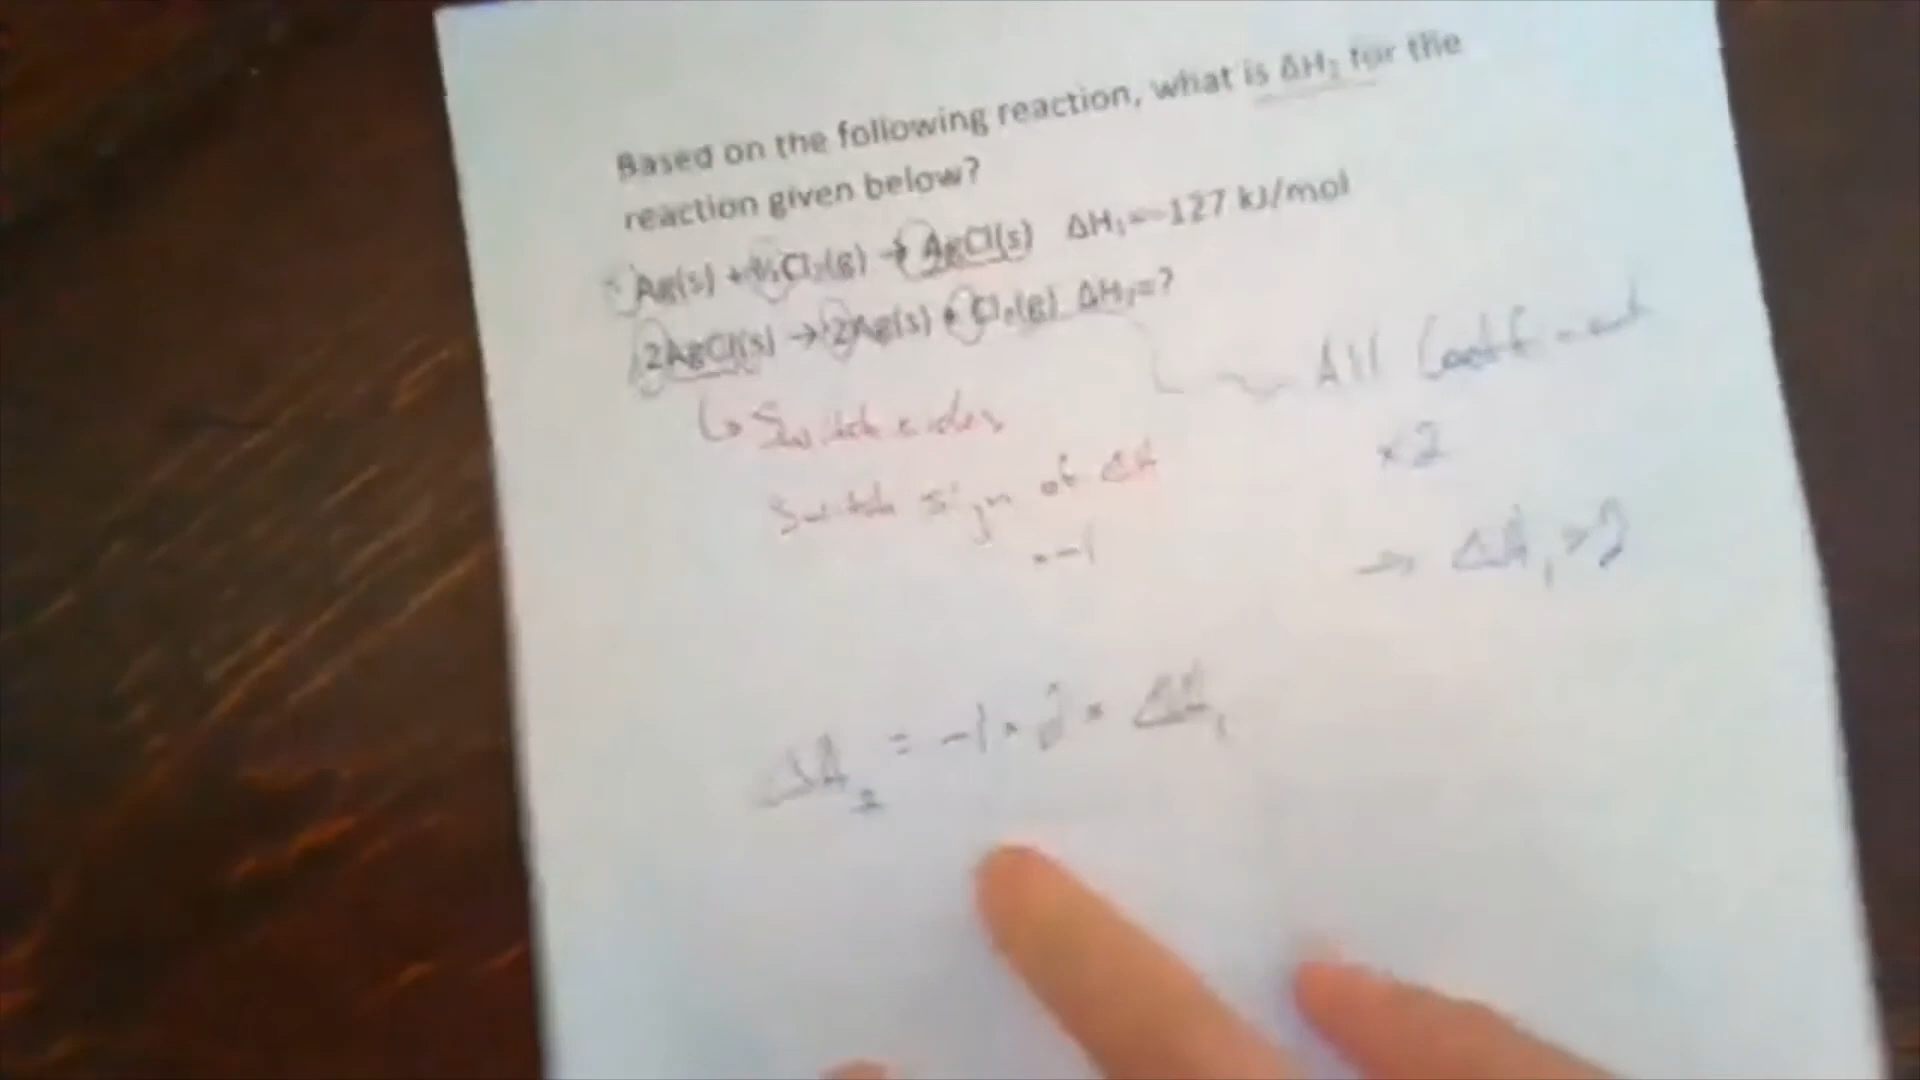 Based on the following reaction, what is ΔH₂ for the
reaction given below?
Ag(s) + ½Cl₂(g) → AgCl(s) ΔH₁=-127 kJ/mol
2AgCl(s) → 2Ag(s) + Cl₂(g) ΔH₂=?
↳ Switch sides
All Coefficient
Switch sign of ΔH
×2
·-1
→ ΔH₁ × 2
ΔH₂ = -1 · 2 × ΔH₁